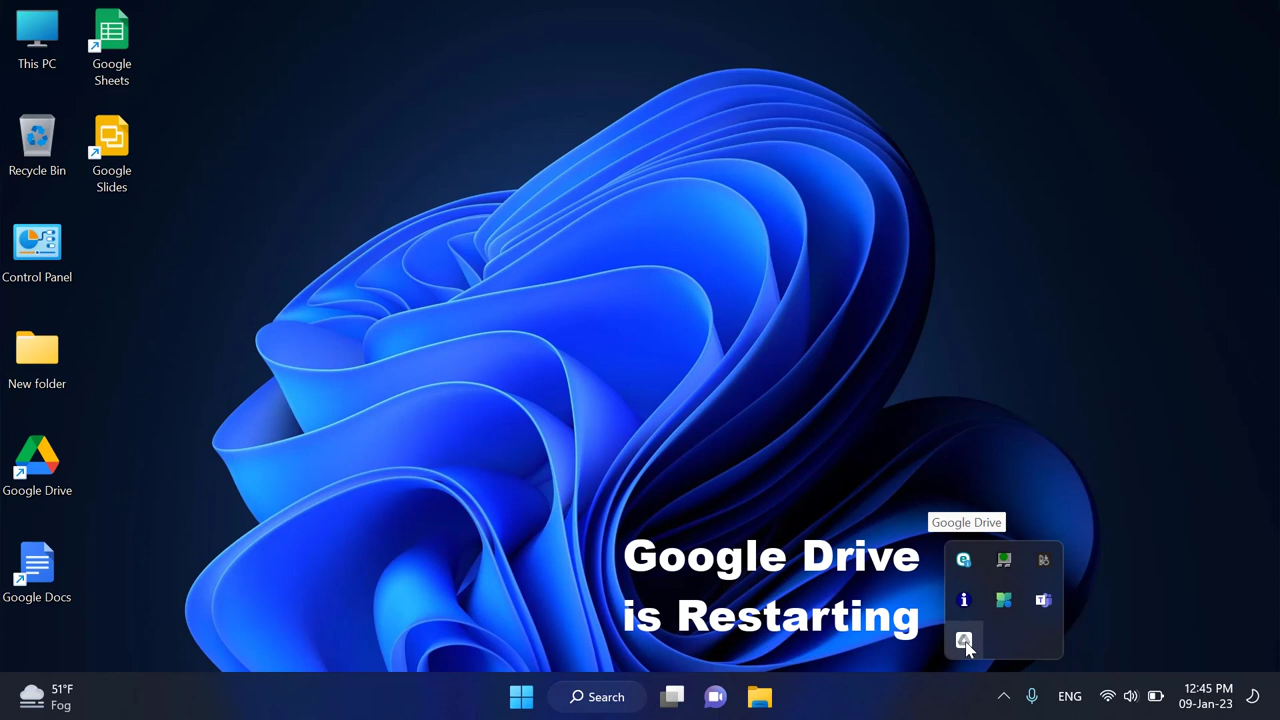 This PC
Google
Sheets
Recycle Bin
Google
Slides
Control Panel
New folder
Google Drive
Google Docs
Google Drive
Google Drive
is Restarting
51°F
Fog
Search
ENG
12:45 PM
09-Jan-23